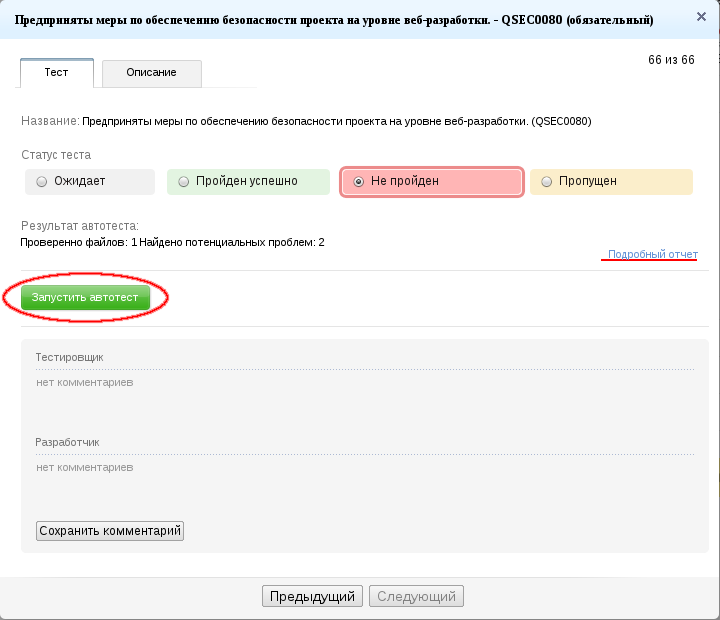 Предприняты меры по обеспечению безопасности проекта на уровне веб-разработки. - QSEC0080 (обязательный)
66 из 66
Тест
Описание
Название: Предприняты меры по обеспечению безопасности проекта на уровне веб-разработки. (QSEC0080)
Статус теста
Ожидает
Пройден успешно
Не пройден
Пропущен
Результат автотеста:
Проверенно файлов: 1 Найдено потенциальных проблем: 2
Подробный отчет
Запустить автотест
Тестировщик
нет комментариев
Разработчик
нет комментариев
Сохранить комментарий
Предыдущий
Следующий